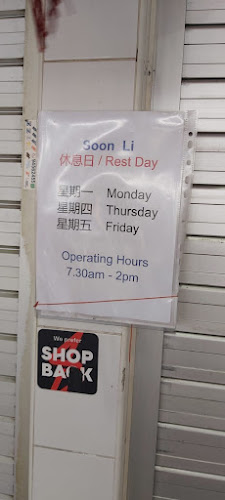 Soon Li
休息日 / Rest Day
星期一 Monday
星期四 Thursday
星期五 Friday
Operating Hours
7.30am - 2pm
We prefer
SHOP
BACK